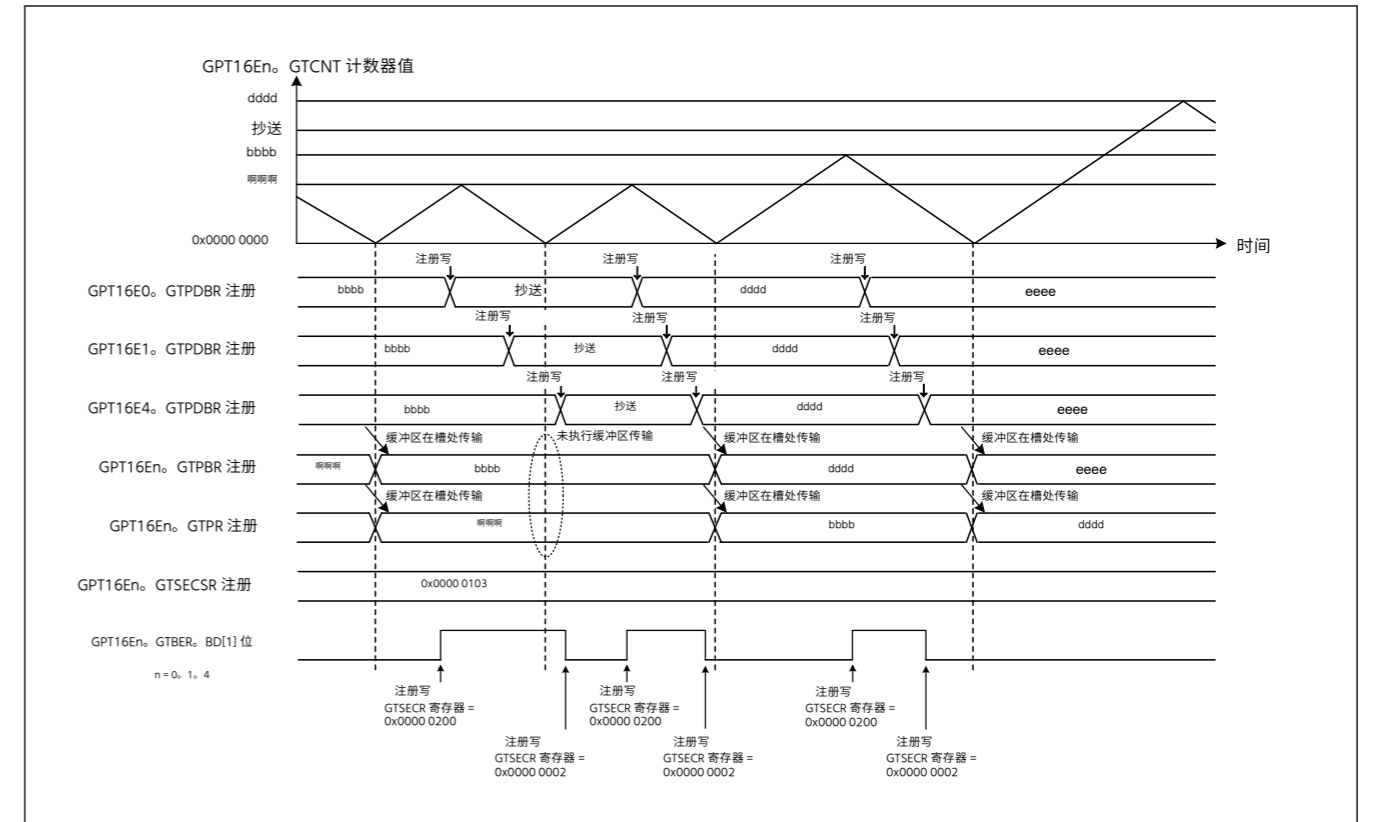 GPT16En。GTCNT 计数器值
dddd
抄送
bbbb
啊啊啊
0x0000 0000
时间
注册写 注册写 注册写
GPT16E0。GTPDBR 注册 bbbb 抄送 dddd eeee
注册写 注册写 注册写
GPT16E1。GTPDBR 注册 bbbb 抄送 dddd eeee
注册写 注册写 注册写
GPT16E4。GTPDBR 注册 bbbb 抄送 dddd eeee
缓冲区在槽处传输 未执行缓冲区传输 缓冲区在槽处传输 缓冲区在槽处传输
GPT16En。GTPBR 注册 啊啊啊 bbbb dddd eeee
缓冲区在槽处传输 缓冲区在槽处传输 缓冲区在槽处传输
GPT16En。GTPR 注册 啊啊啊 bbbb dddd
GPT16En。GTSECSR 注册 0x0000 0103
GPT16En。GTBER。BD[1] 位
n = 0。1。4
注册写 注册写 注册写
GTSECR 寄存器 = GTSECR 寄存器 = GTSECR 寄存器 =
0x0000 0200 0x0000 0200 0x0000 0200
注册写 注册写 注册写
GTSECR 寄存器 = GTSECR 寄存器 = GTSECR 寄存器 =
0x0000 0002 0x0000 0002 0x0000 0002